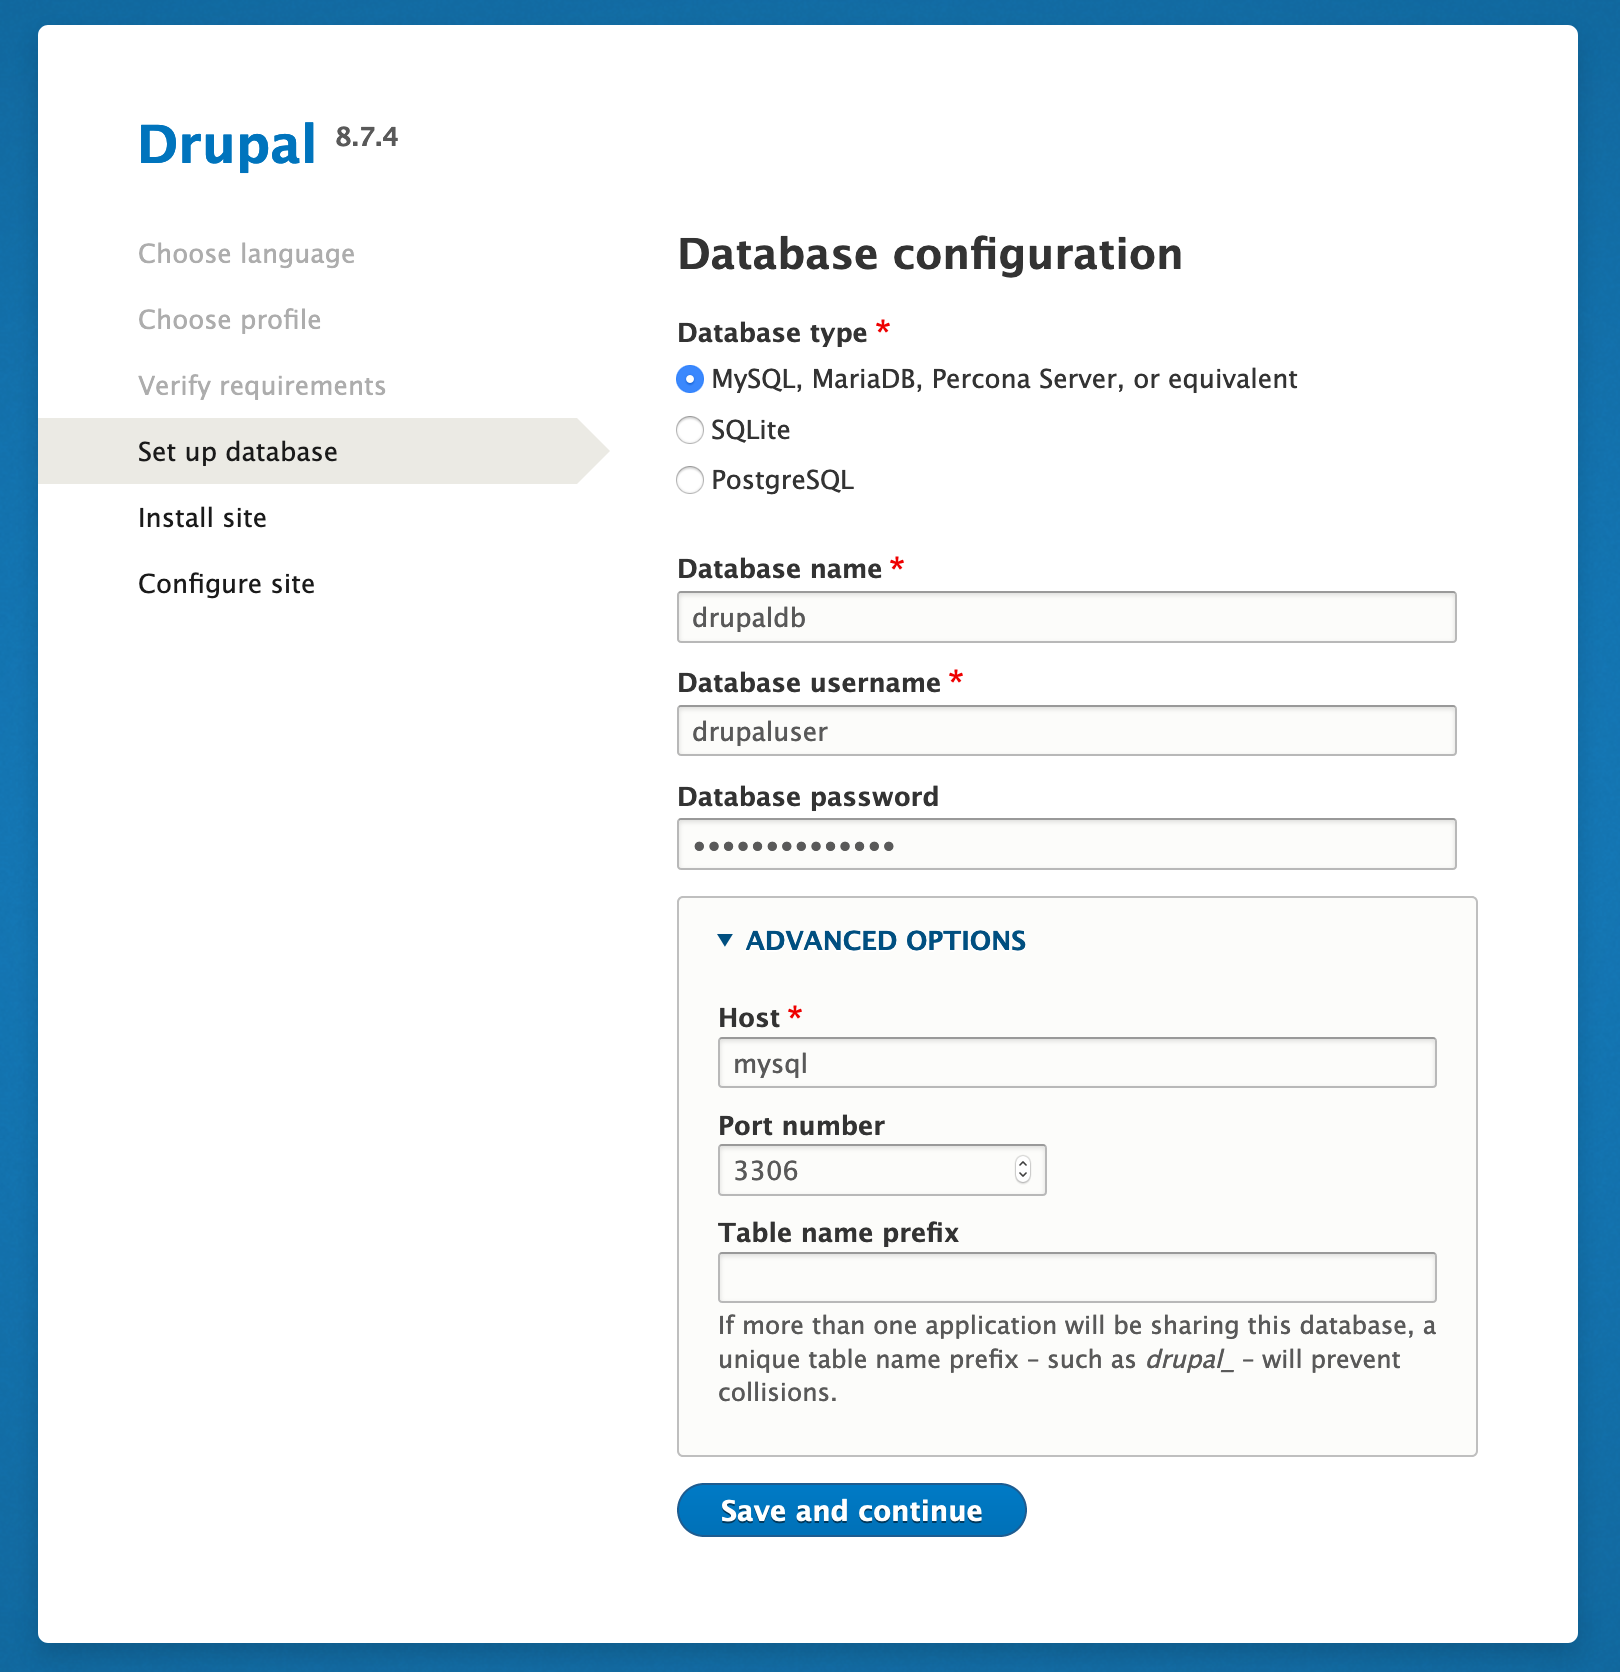 Drupal 8.7.4
Choose language
Choose profile
Verify requirements
Set up database
Install site
Configure site
Database configuration
Database type *
MySQL, MariaDB, Percona Server, or equivalent
SQLite
PostgreSQL
Database name *
drupaldb
Database username *
drupaluser
Database password
••••••••••••••
▼ ADVANCED OPTIONS
Host *
mysql
Port number
3306
Table name prefix
If more than one application will be sharing this database, a
unique table name prefix – such as drupal_ – will prevent
collisions.
Save and continue